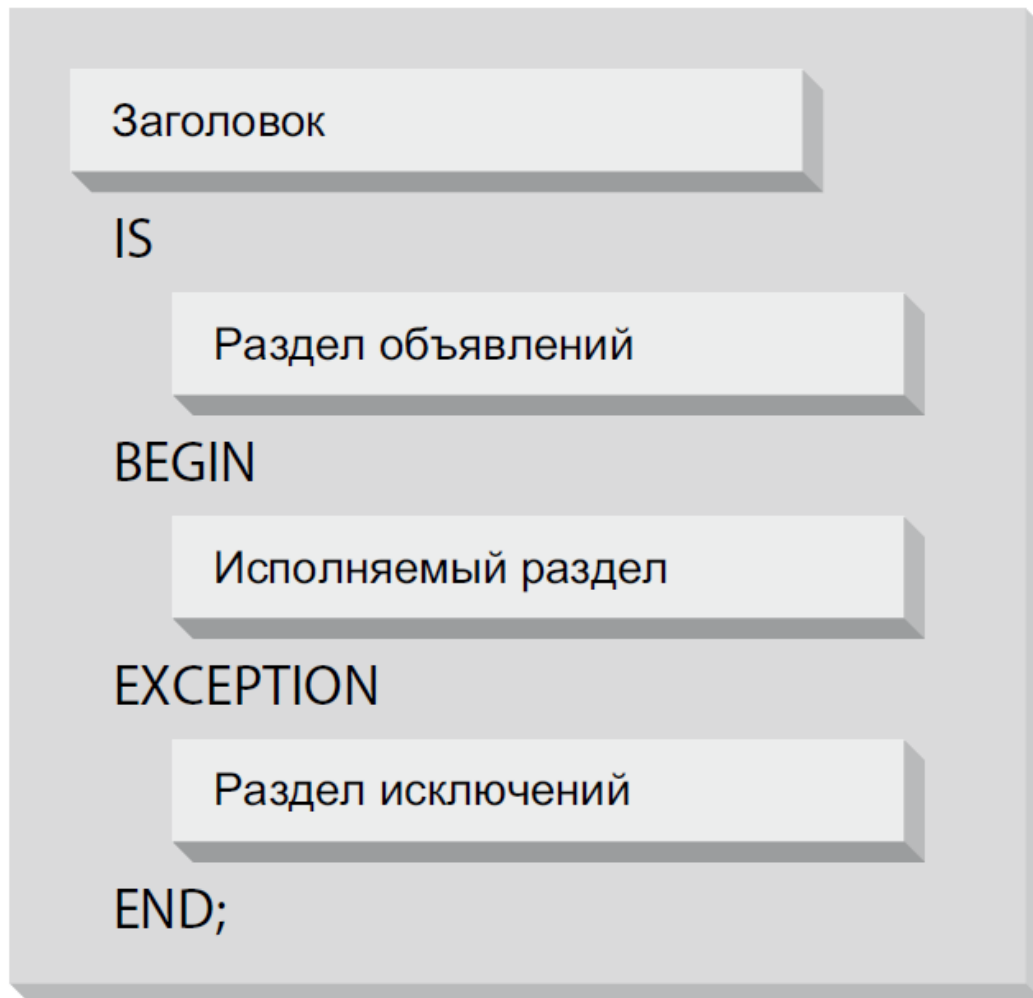 Заголовок
IS
Раздел объявлений
BEGIN
Исполняемый раздел
EXCEPTION
Раздел исключений
END;